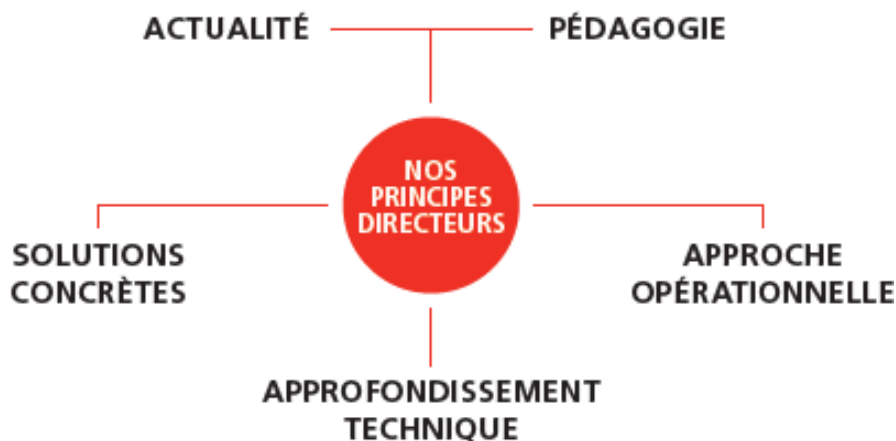 ACTUALITÉ
PÉDAGOGIE
NOS
PRINCIPES
DIRECTEURS
SOLUTIONS
CONCRÈTES
APPROCHE
OPÉRATIONNELLE
APPROFONDISSEMENT
TECHNIQUE